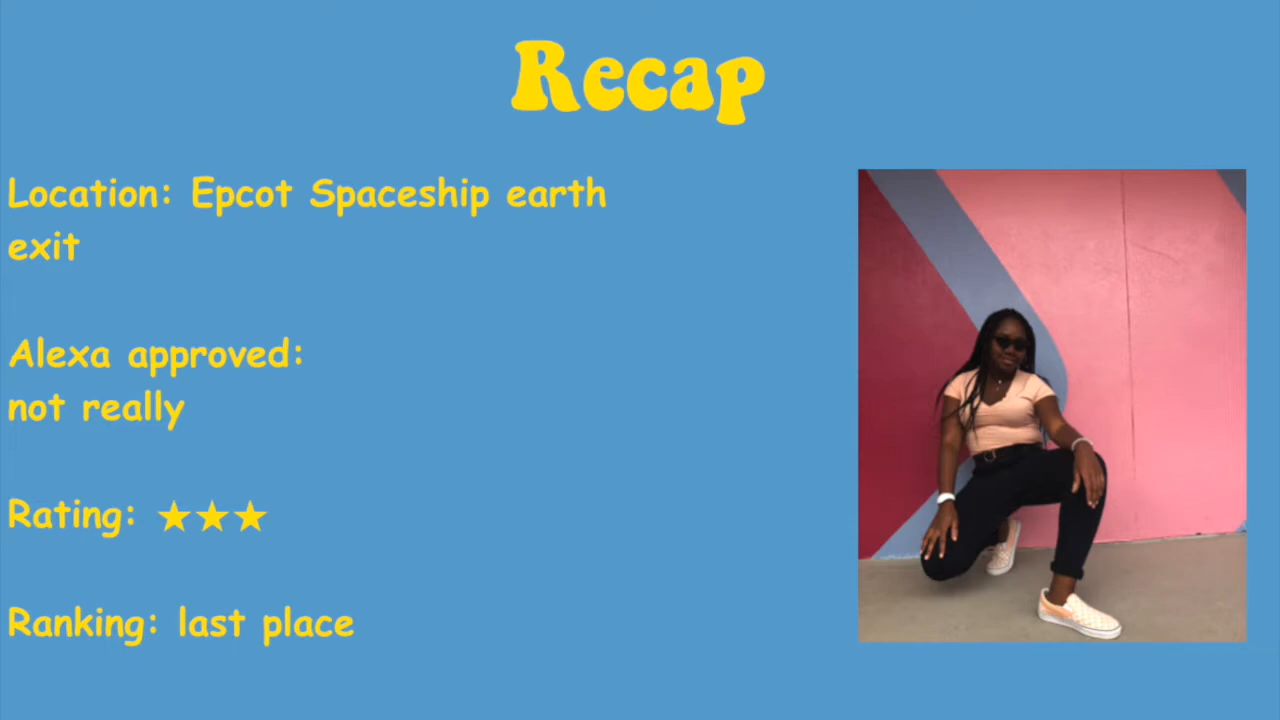 Recap
Location: Epcot Spaceship earth
exit
Alexa approved:
not really
Rating: ★★★
Ranking: last place